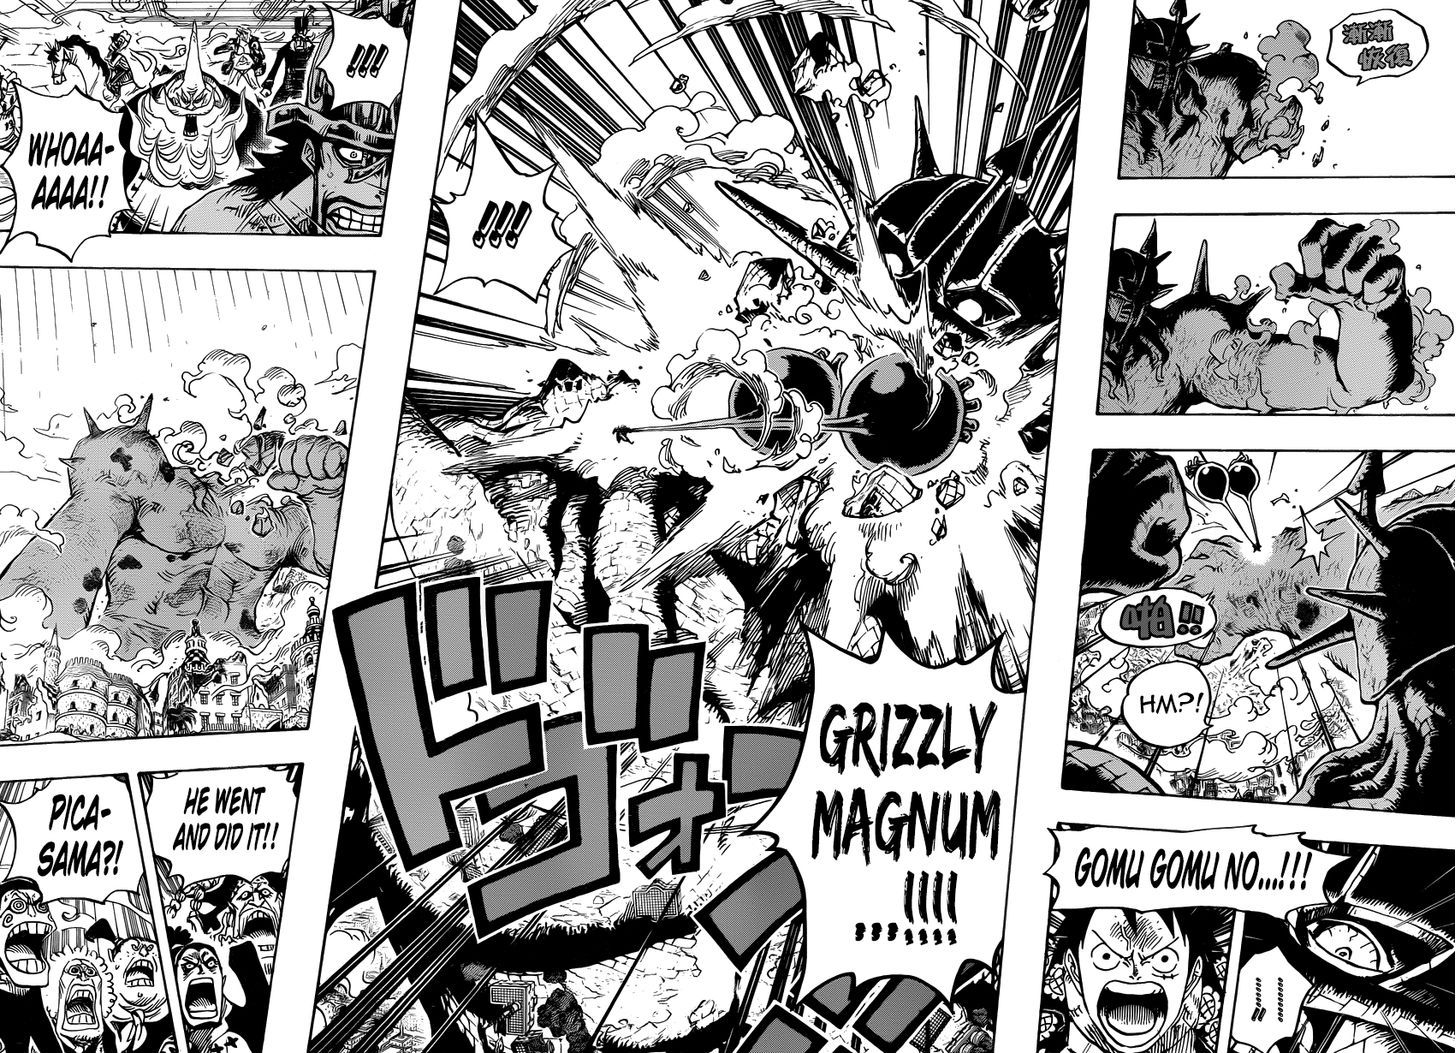 漸漸
恢復
啪!!
HM?!
GOMU GOMU NO...!!!
!!
GRIZZLY
MAGNUM
...!!!!
!!!
ドゴォン
!!!
WHOAA-
AAAA!!
HE WENT
AND DID IT!!
PICA-
SAMA?!